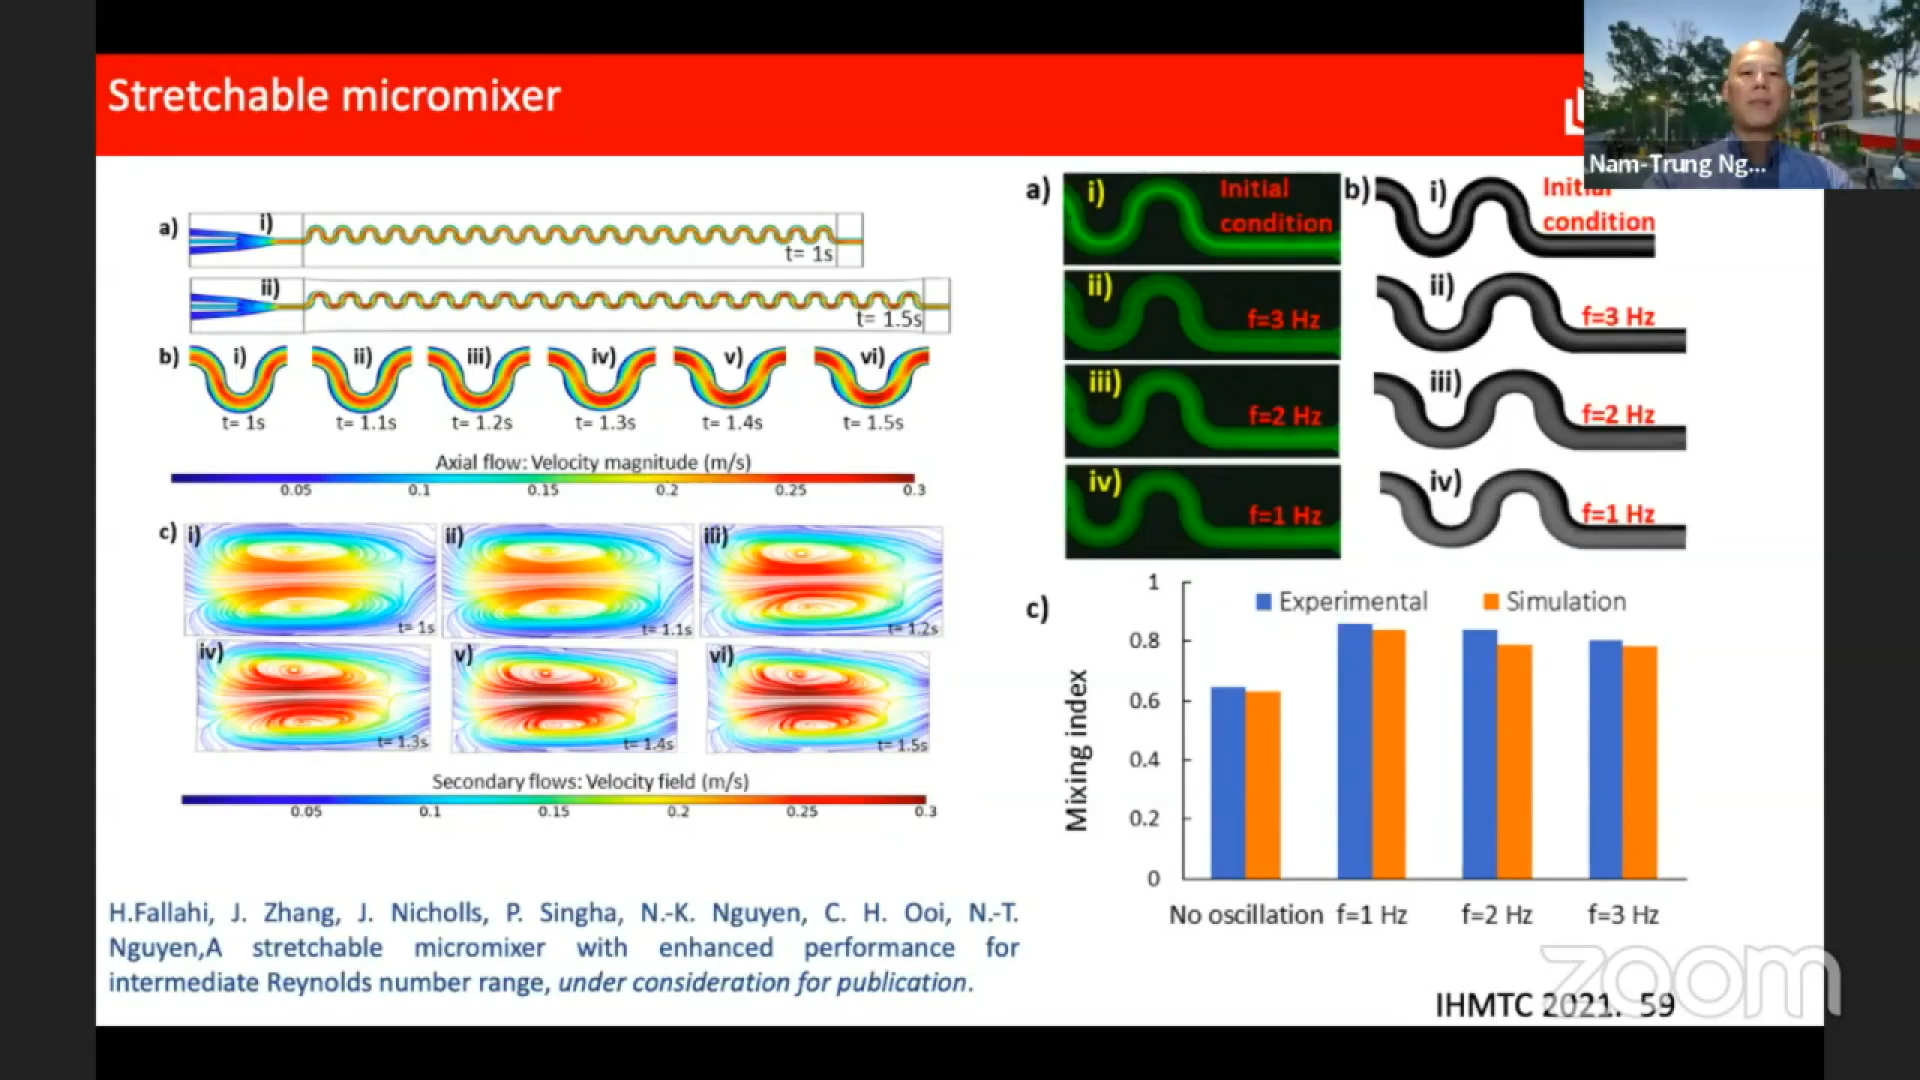 Stretchable micromixer
Nam-Trung Ng...
a)
i)
t= 1s
ii)
t= 1.5s
b)
i)
ii)
iii)
iv)
v)
vi)
t= 1s
t= 1.1s
t= 1.2s
t= 1.3s
t= 1.4s
t= 1.5s
Axial flow: Velocity magnitude (m/s)
0.05 0.1 0.15 0.2 0.25 0.3
c)
i)
ii)
iii)
t= 1s
t= 1.1s
t= 1.2s
iv)
v)
vi)
t= 1.3s
t= 1.4s
t= 1.5s
Secondary flows: Velocity field (m/s)
0.05 0.1 0.15 0.2 0.25 0.3
H.Fallahi, J. Zhang, J. Nicholls, P. Singha, N.-K. Nguyen, C. H. Ooi, N.-T.
Nguyen,A stretchable micromixer with enhanced performance for
intermediate Reynolds number range, under consideration for publication.
a)
i)
Initial
condition
ii)
f=3 Hz
iii)
f=2 Hz
iv)
f=1 Hz
b)
i)
Initial
condition
ii)
f=3 Hz
iii)
f=2 Hz
iv)
f=1 Hz
c)
Experimental
Simulation
Mixing index
1
0.8
0.6
0.4
0.2
0
No oscillation f=1 Hz f=2 Hz f=3 Hz
zoom
IHMTC 2021. 59